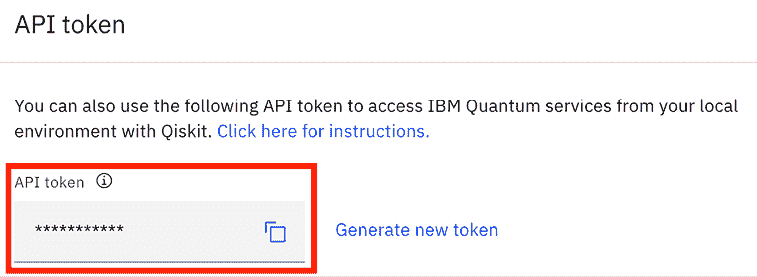 API token
You can also use the following API token to access IBM Quantum services from your local
environment with Qiskit. Click here for instructions.
API token
***********
Generate new token